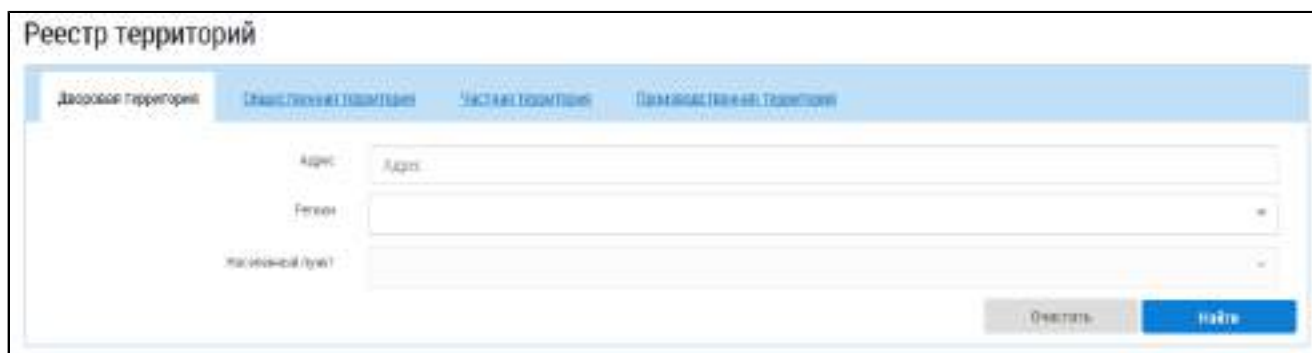 Реестр территорий
Дворовая территория Общественная территория Частная территория Производственная территория
Адрес Адрес
Регион
Населенный пункт
Очистить Найти